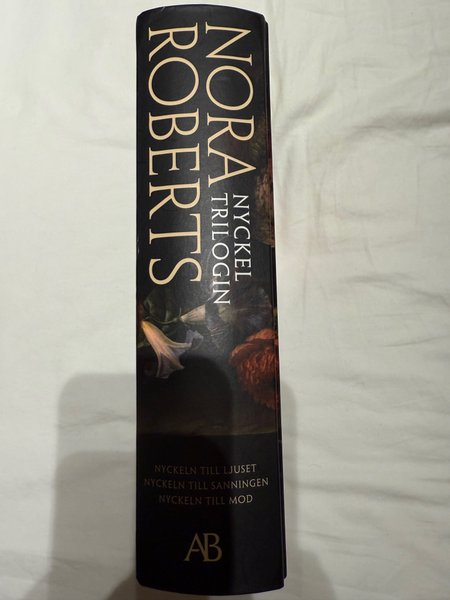 NORA
ROBERTS
NYCKEL
TRILOGIN
NYCKELN TILL LJUSET
NYCKELN TILL SANNINGEN
NYCKELN TILL MOD
AB